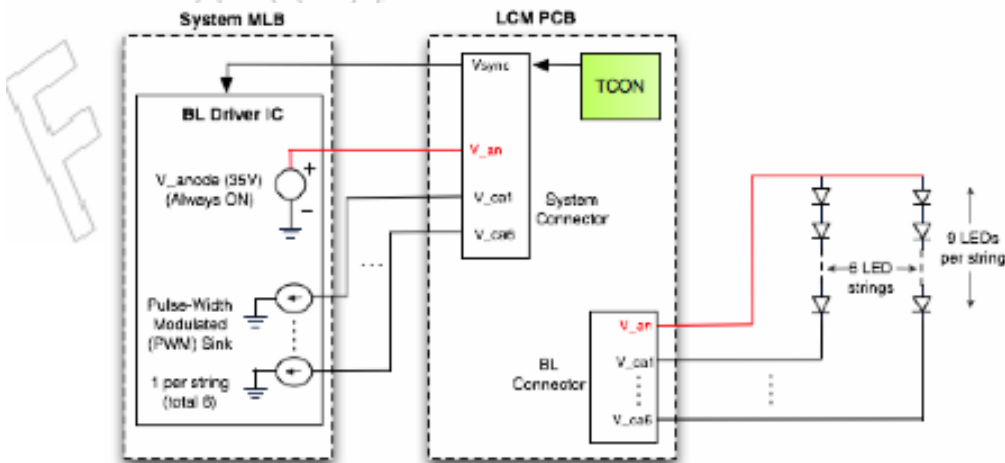 System MLB
LCM PCB
Vsync
TCON
BL Driver IC
V_an
V_anode (35V)
(Always ON)
+
−
V_ca1
V_ca6
System
Connector
...
Pulse-Width
Modulated
(PWM) Sink
1 per string
(total 6)
9 LEDs
per string
6 LED
strings
V_an
V_ca1
BL
Connector
V_ca6
F